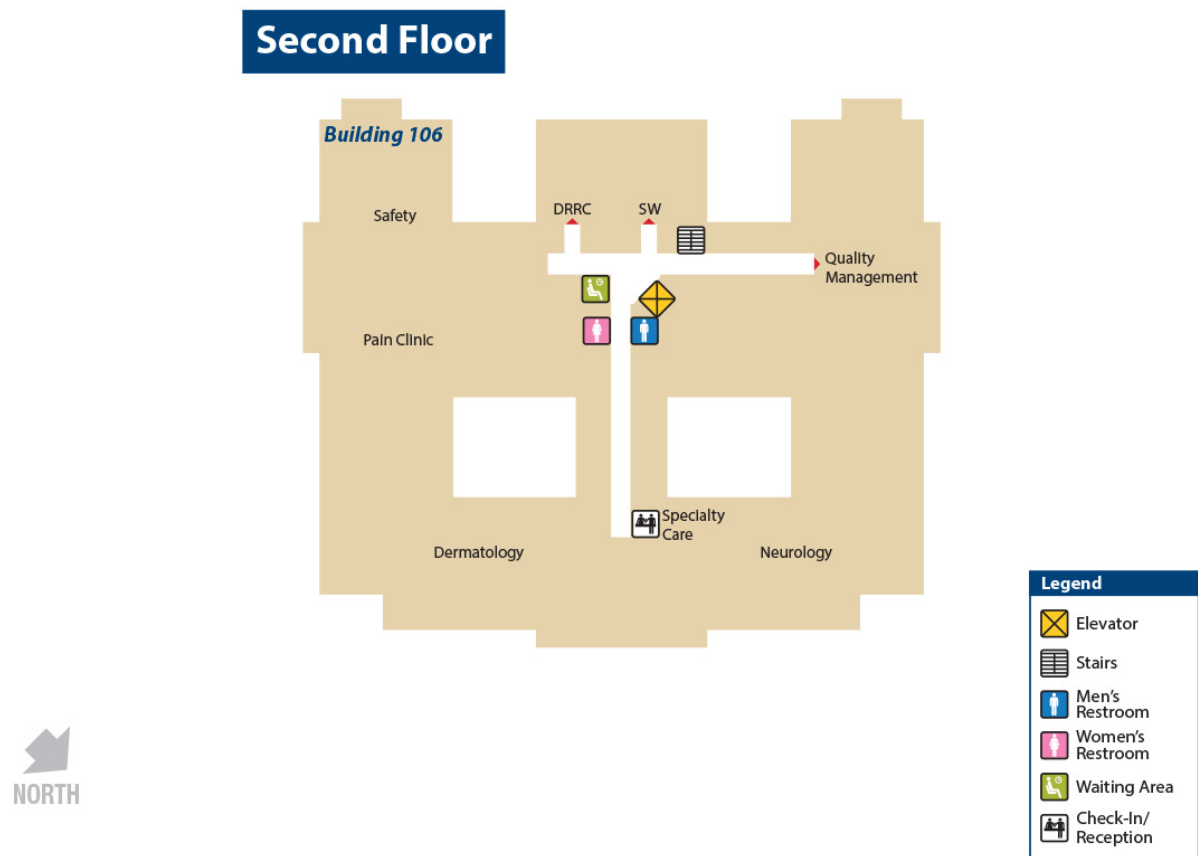 Second Floor
Building 106
Safety
DRRC
SW
Quality
Management
Pain Clinic
Specialty
Care
Dermatology
Neurology
Legend
Elevator
Stairs
Men's
Restroom
Women's
Restroom
Waiting Area
Check-In/
Reception
NORTH